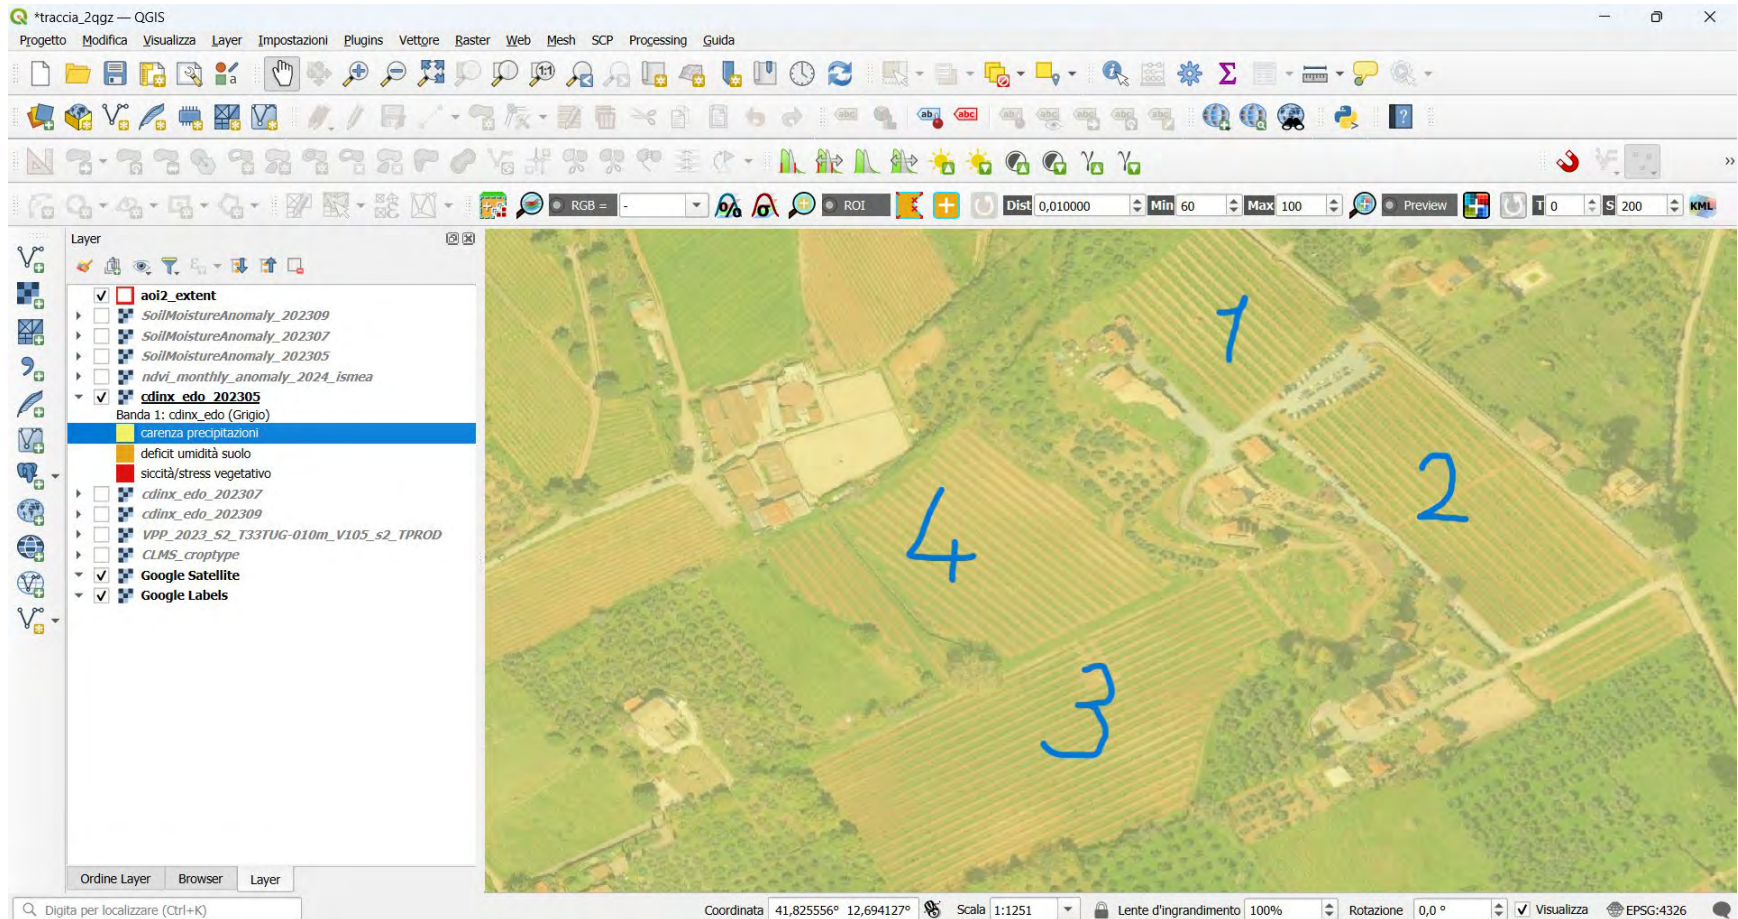 *traccia_2qgz — QGIS
Progetto Modifica Visualizza Layer Impostazioni Plugins Vettore Raster Web Mesh SCP Processing Guida
RGB = - ROI Dist 0,010000 Min 60 Max 100 Preview T 0 S 200 KML
Layer
aoi2_extent
SoilMoistureAnomaly_202309
SoilMoistureAnomaly_202307
SoilMoistureAnomaly_202305
ndvi_monthly_anomaly_2024_ismea
cdinx_edo_202305
Banda 1: cdinx_edo (Grigio)
carenza precipitazioni
deficit umidità suolo
siccità/stress vegetativo
cdinx_edo_202307
cdinx_edo_202309
VPP_2023_S2_T33TUG-010m_V105_s2_TPROD
CLMS_croptype
Google Satellite
Google Labels
1
2
4
3
Ordine Layer Browser Layer
Digita per localizzare (Ctrl+K) Coordinata 41,825556° 12,694127° Scala 1:1251 Lente d'ingrandimento 100% Rotazione 0,0 ° Visualizza EPSG:4326